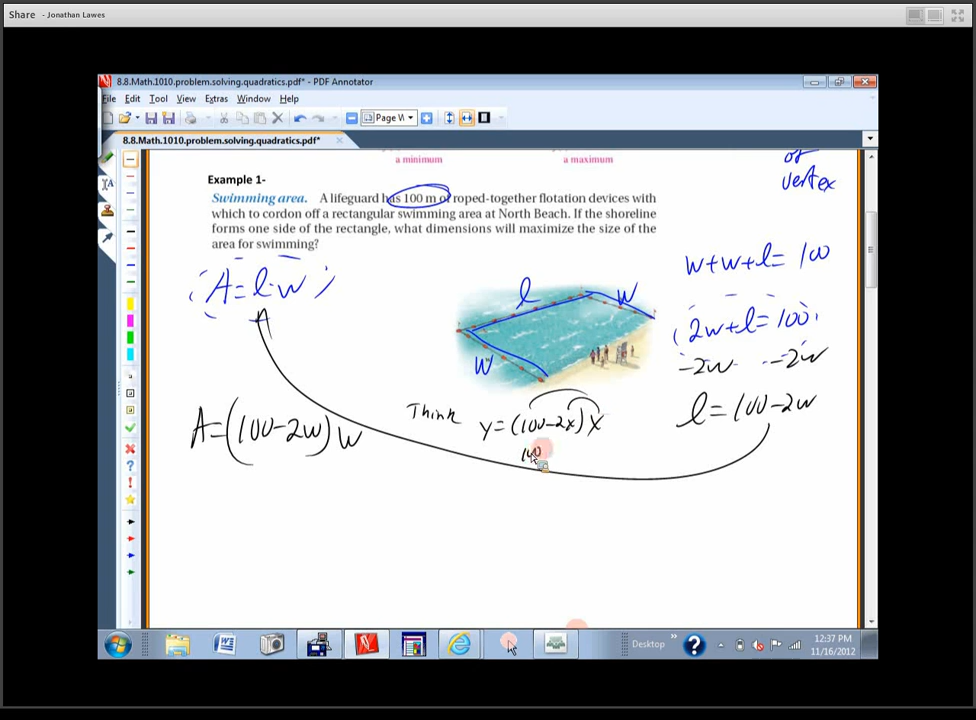 Share - Jonathan Lawes
8.8.Math.1010.problem.solving.quadratics.pdf* - PDF Annotator
File Edit Tool View Extras Window Help
Page W
8.8.Math.1010.problem.solving.quadratics.pdf*
a minimum a maximum
of
vertex
Example 1-
Swimming area. A lifeguard has 100 m of roped-together flotation devices with
which to cordon off a rectangular swimming area at North Beach. If the shoreline
forms one side of the rectangle, what dimensions will maximize the size of the
area for swimming?
w+w+l=100
A=l·w
l
w
w
2w+l=100
-2w -2w
l=100-2w
A=(100-2w)w
Think y=(100-2x)x
100
Desktop
12:37 PM
11/16/2012